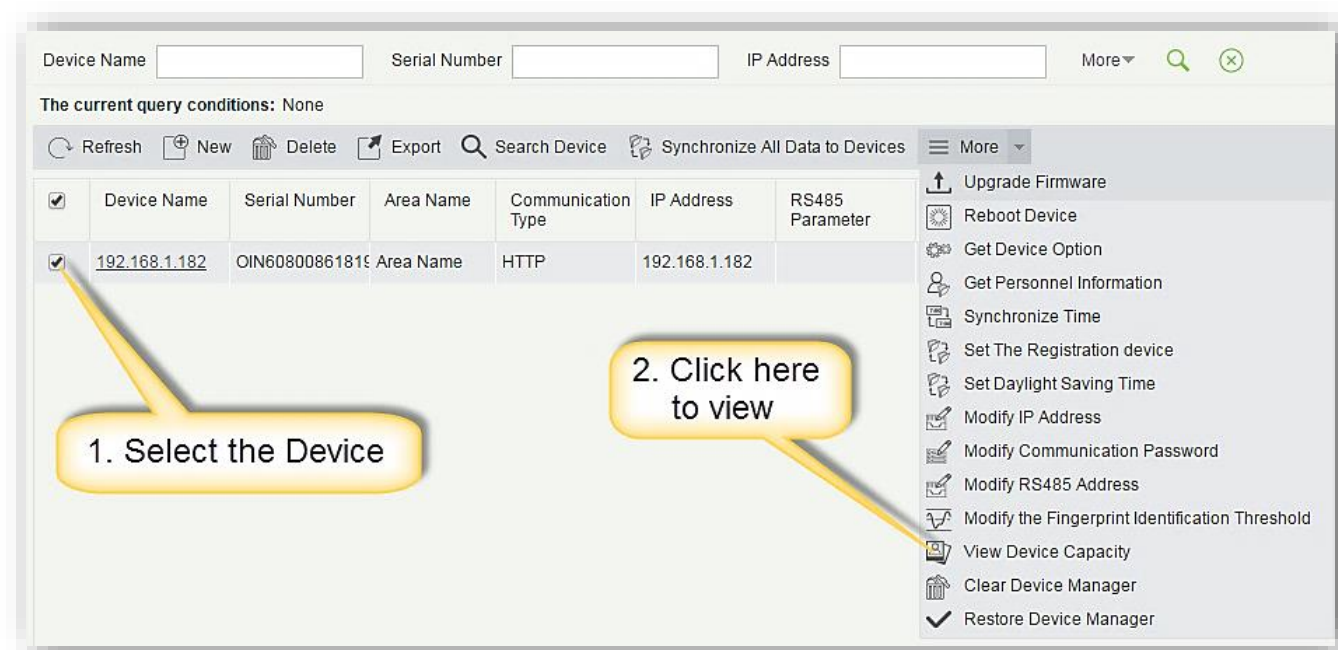 Device Name Serial Number IP Address More
The current query conditions: None
Refresh New Delete Export Search Device Synchronize All Data to Devices More
Device Name Serial Number Area Name Communication Type IP Address RS485 Parameter
192.168.1.182 OIN60800861819 Area Name HTTP 192.168.1.182
1. Select the Device
2. Click here
to view
Upgrade Firmware
Reboot Device
Get Device Option
Get Personnel Information
Synchronize Time
Set The Registration device
Set Daylight Saving Time
Modify IP Address
Modify Communication Password
Modify RS485 Address
Modify the Fingerprint Identification Threshold
View Device Capacity
Clear Device Manager
Restore Device Manager